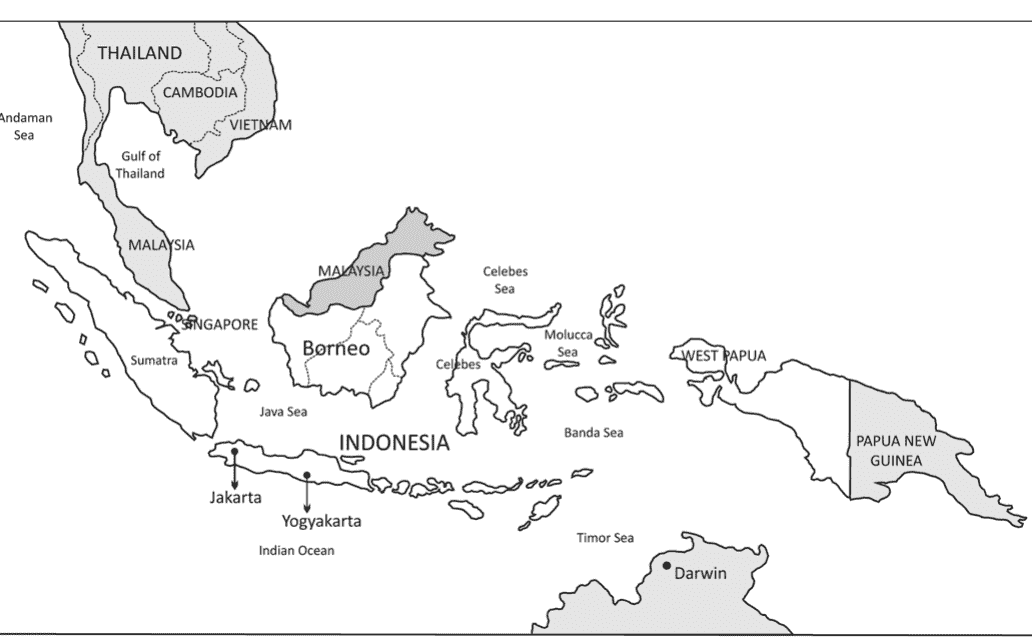 THAILAND
CAMBODIA
VIETNAM
Andaman
Sea
Gulf of
Thailand
MALAYSIA
MALAYSIA
Celebes
Sea
SINGAPORE
Molucca
Sea
Borneo
Sumatra
Celebes
WEST PAPUA
Java Sea
Banda Sea
INDONESIA
PAPUA NEW
GUINEA
Jakarta
Yogyakarta
Indian Ocean
Timor Sea
Darwin